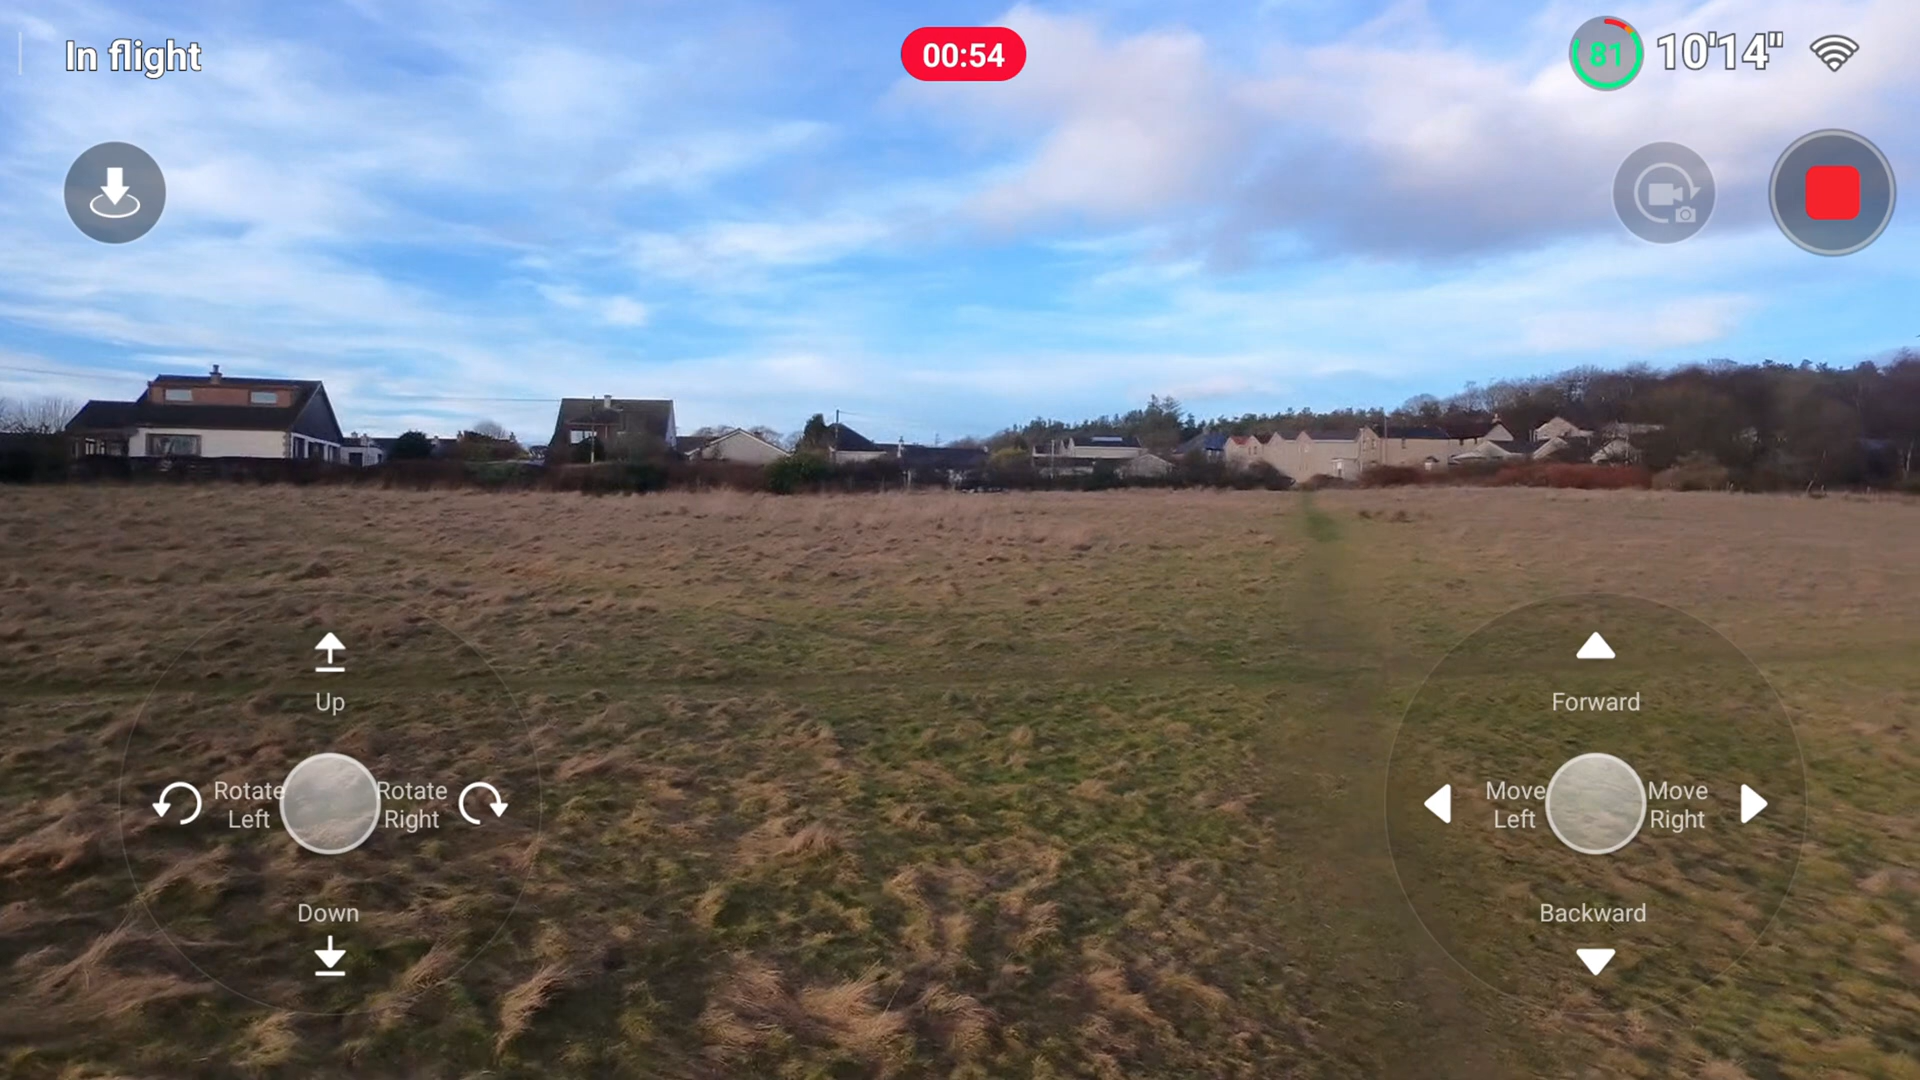 In flight
00:54
81
10'14"
Up
Rotate
Left
Rotate
Right
Down
Forward
Move
Left
Move
Right
Backward